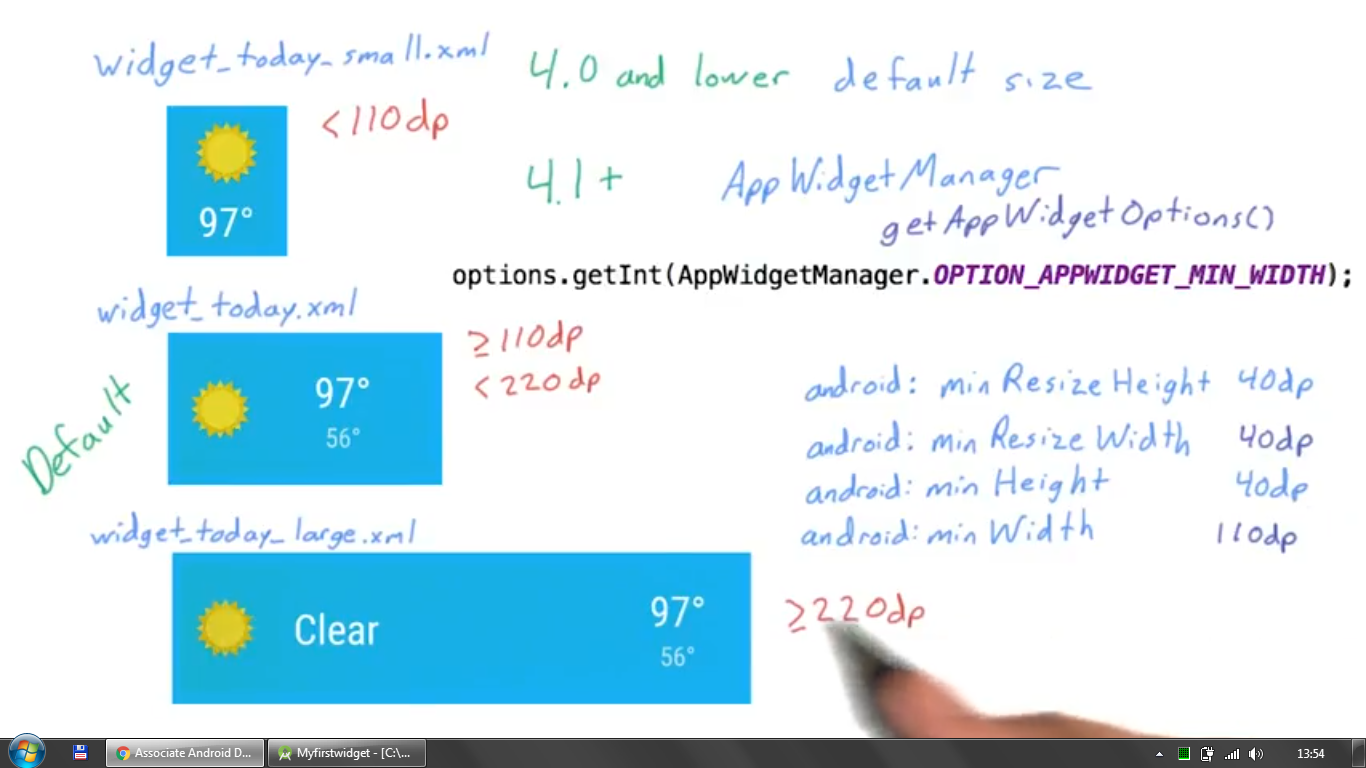 widget_today_small.xml
4.0 and lower default size
<110dp
97°
4.1+ AppWidgetManager
getAppWidgetOptions()
options.getInt(AppWidgetManager.OPTION_APPWIDGET_MIN_WIDTH);
widget_today.xml
≥110dp
<220dp
97°
56°
Default
android: minResizeHeight 40dp
android: minResizeWidth 40dp
android: minHeight 40dp
android: minWidth 110dp
widget_today_large.xml
Clear
97°
56°
≥220dp
Associate Android D...
Myfirstwidget - [C:\...
13:54